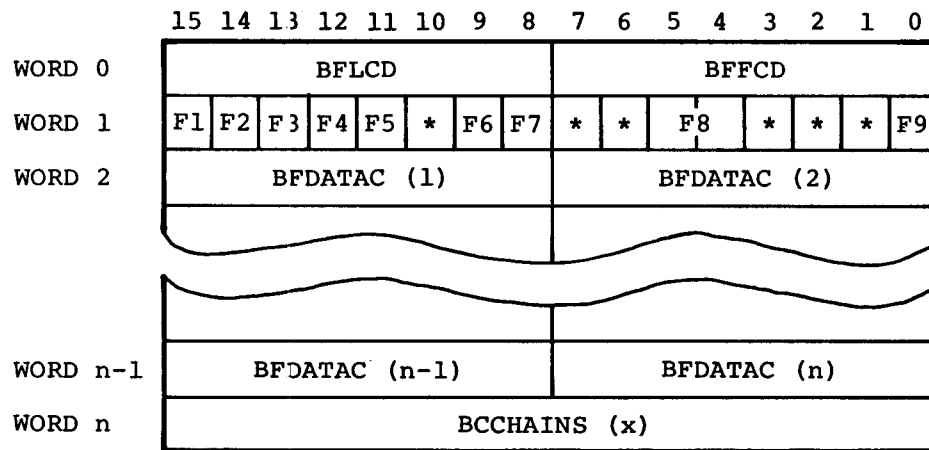 15 14 13 12 11 10 9 8 7 6 5 4 3 2 1 0
WORD 0 BFLCD BFFCD
WORD 1 F1 F2 F3 F4 F5 * F6 F7 * * F8 * * * F9
WORD 2 BFDATAC (1) BFDATAC (2)
WORD n-1 BFDATAC (n-1) BFDATAC (n)
WORD n BCCHAINS (x)